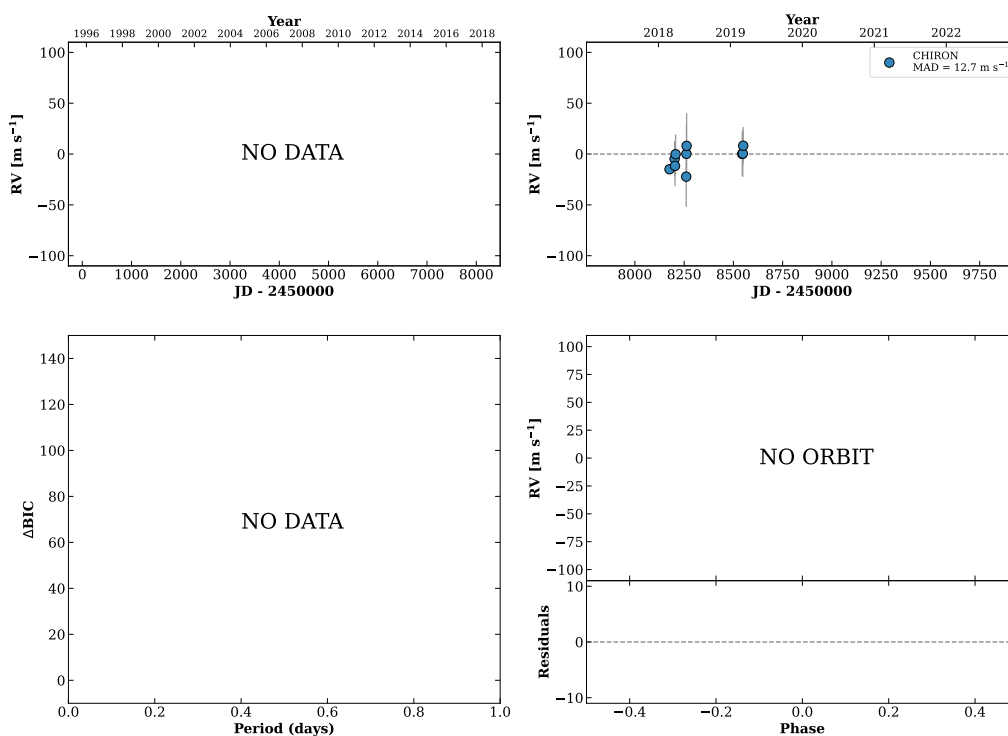 Year
1996 1998 2000 2002 2004 2006 2008 2010 2012 2014 2016 2018
100
50
0
−50
−100
RV [m s⁻¹]
NO DATA
0 1000 2000 3000 4000 5000 6000 7000 8000
JD - 2450000
Year
2018 2019 2020 2021 2022
100
50
0
−50
−100
RV [m s⁻¹]
CHIRON
MAD = 12.7 m s⁻¹
8000 8250 8500 8750 9000 9250 9500 9750
JD - 2450000
140
120
100
80
60
40
20
0
ΔBIC
NO DATA
0.0 0.2 0.4 0.6 0.8 1.0
Period (days)
100
75
50
25
0
−25
−50
−75
−100
RV [m s⁻¹]
NO ORBIT
10
0
−10
Residuals
−0.4 −0.2 0.0 0.2 0.4
Phase